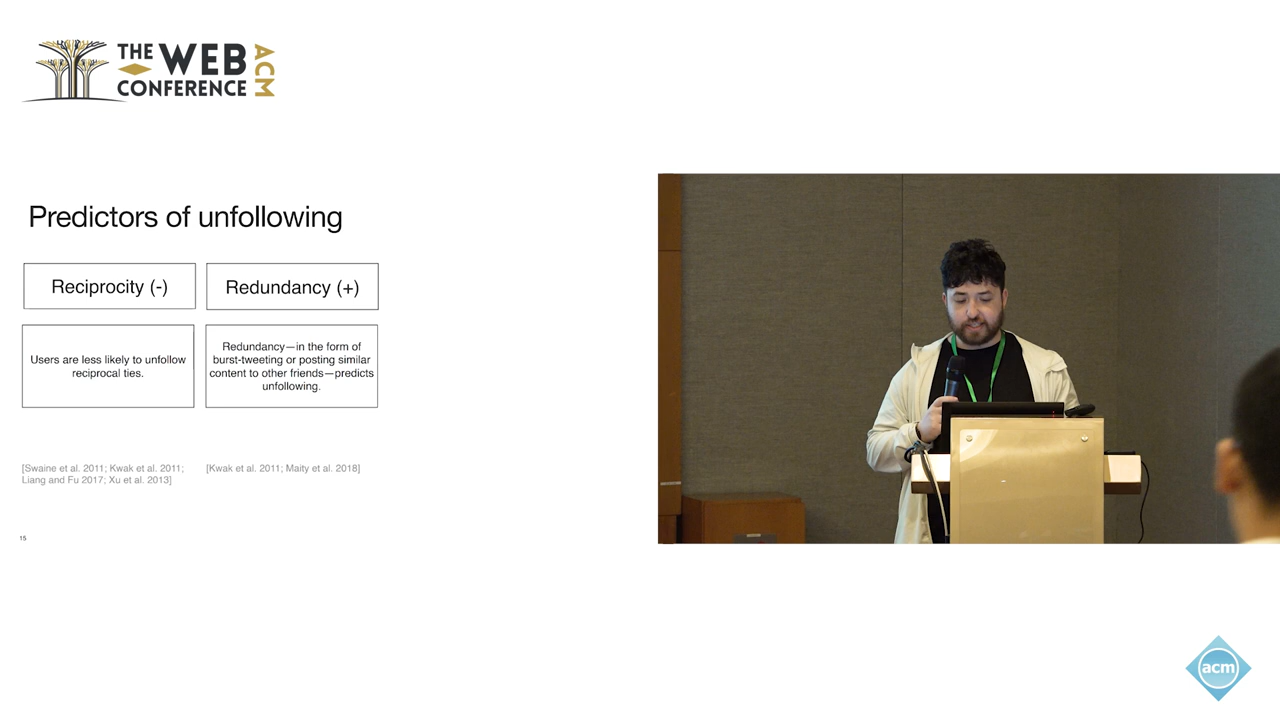 THE WEB
CONFERENCE
ACM
Predictors of unfollowing
Reciprocity (-)
Redundancy (+)
Users are less likely to unfollow
reciprocal ties.
Redundancy—in the form of
burst-tweeting or posting similar
content to other friends—predicts
unfollowing.
[Swaine et al. 2011; Kwak et al. 2011;
Liang and Fu 2017; Xu et al. 2013]
[Kwak et al. 2011; Maity et al. 2018]
15
acm